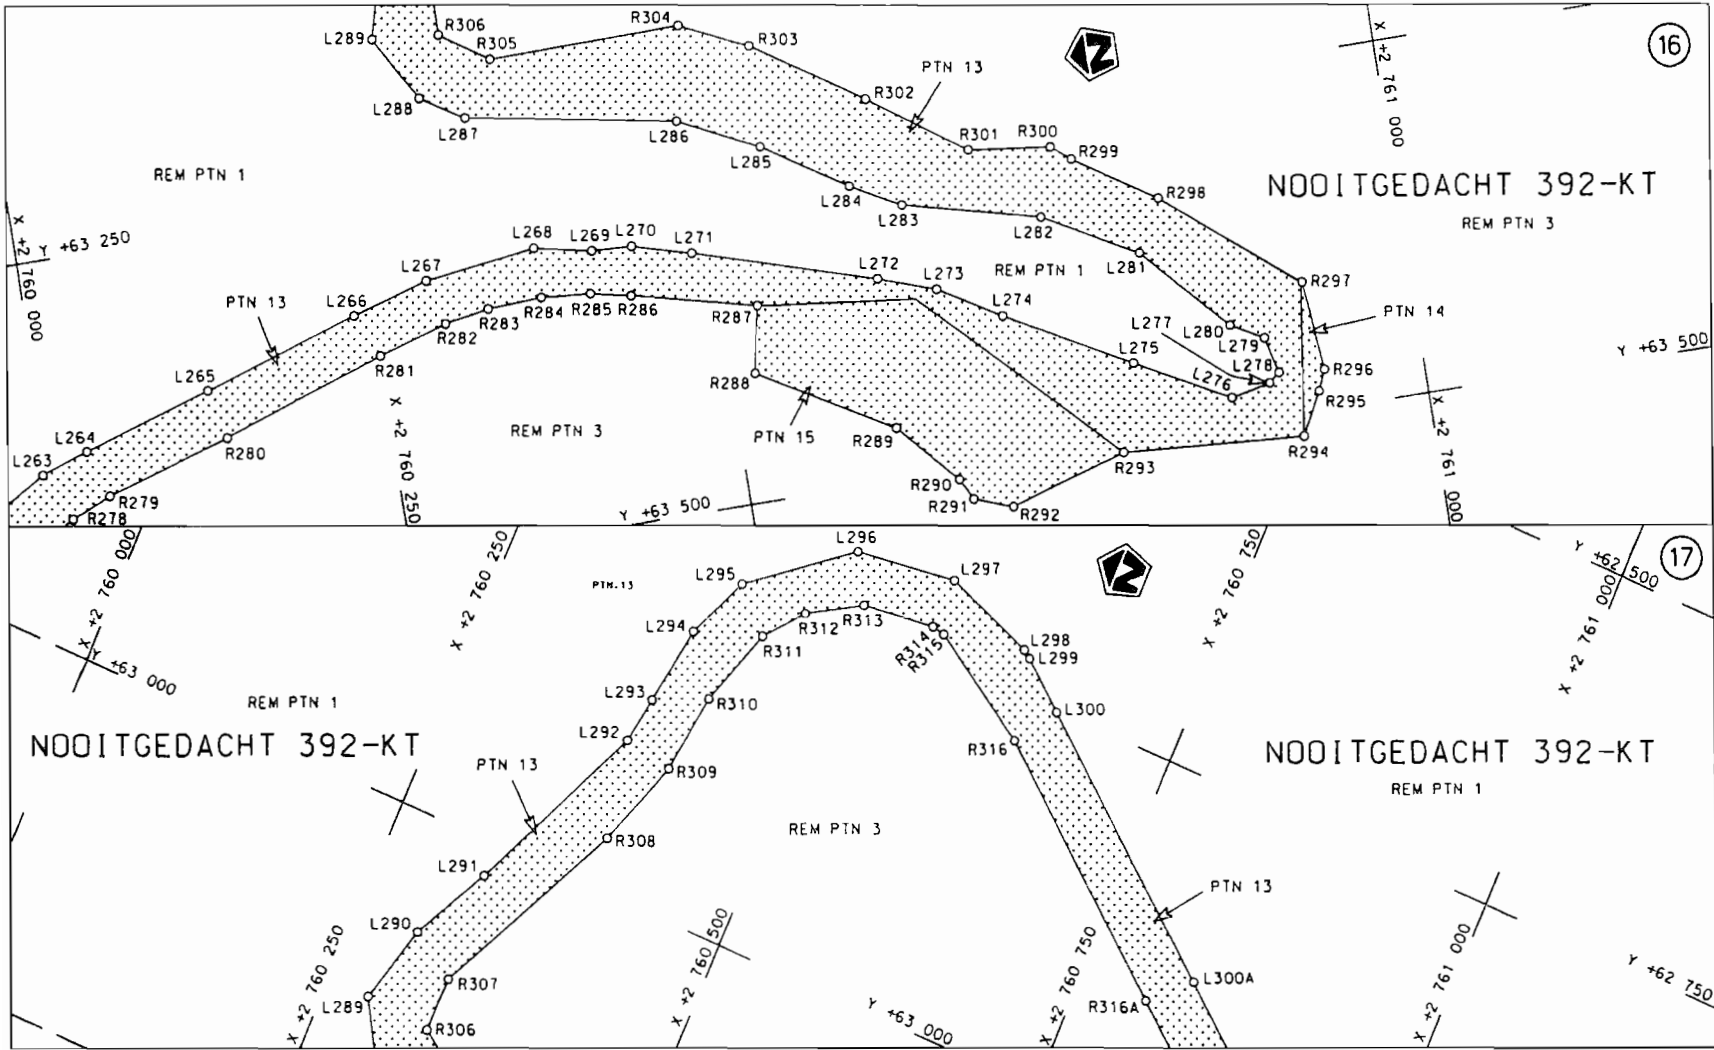 R306
R304
L289
R305
R303
16
X +2 761 000
PTN 13
R302
L288
L287
L286
R301
R300
R299
L285
REM PTN 1
L284
R298
NOOITGEDACHT 392-KT
REM PTN 3
L283
L282
X +2 760 000
Y +63 250
L268
L269
L270
L271
L281
L267
L272
L273
REM PTN 1
R297
PTN 13
L266
R285
R284
R286
R283
R287
L274
L277
L280
L279
PTN 14
R282
Y +63 500
R281
L275
L278
L276
R296
R295
L265
R288
X +2 760 250
REM PTN 3
PTN 15
R289
X +2 761 000
L264
R280
R293
R294
L263
R290
R279
R291
R292
R278
Y +63 500
X +2 760 000
X +2 760 250
L296
X +2 760 750
Y +62 500
17
L295
PTN.13
L297
X +2 761 000
R313
R312
L294
R314
R315
R311
L298
L299
Y +63 000
REM PTN 1
L293
R310
L300
NOOITGEDACHT 392-KT
L292
R316
NOOITGEDACHT 392-KT
REM PTN 1
PTN 13
R309
REM PTN 3
R308
L291
PTN 13
L290
X +2 760 250
X +2 760 500
X +2 760 750
X +2 761 000
Y +62 750
R307
L289
L300A
R316A
R306
Y +63 000